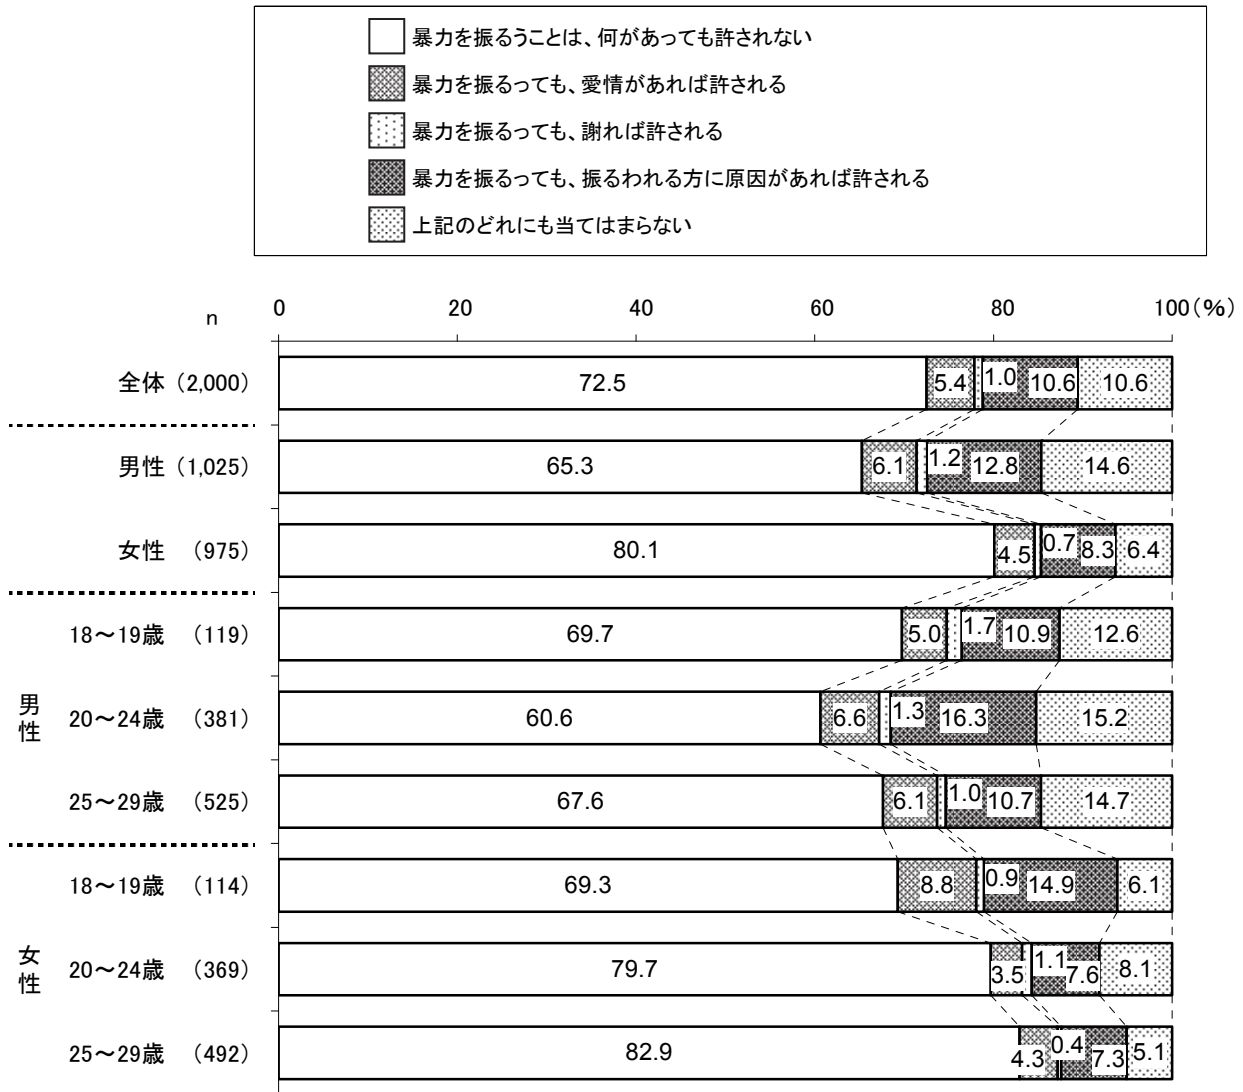 暴力を振るうことは、何があっても許されない
暴力を振るっても、愛情があれば許される
暴力を振るっても、謝れば許される
暴力を振るっても、振るわれる方に原因があれば許される
上記のどれにも当てはまらない
n 0 20 40 60 80 100(%)
全体 (2,000) 72.5 5.4 1.0 10.6 10.6
男性 (1,025) 65.3 6.1 1.2 12.8 14.6
女性 (975) 80.1 4.5 0.7 8.3 6.4
男性
18～19歳 (119) 69.7 5.0 1.7 10.9 12.6
20～24歳 (381) 60.6 6.6 1.3 16.3 15.2
25～29歳 (525) 67.6 6.1 1.0 10.7 14.7
女性
18～19歳 (114) 69.3 8.8 0.9 14.9 6.1
20～24歳 (369) 79.7 3.5 1.1 7.6 8.1
25～29歳 (492) 82.9 4.3 0.4 7.3 5.1